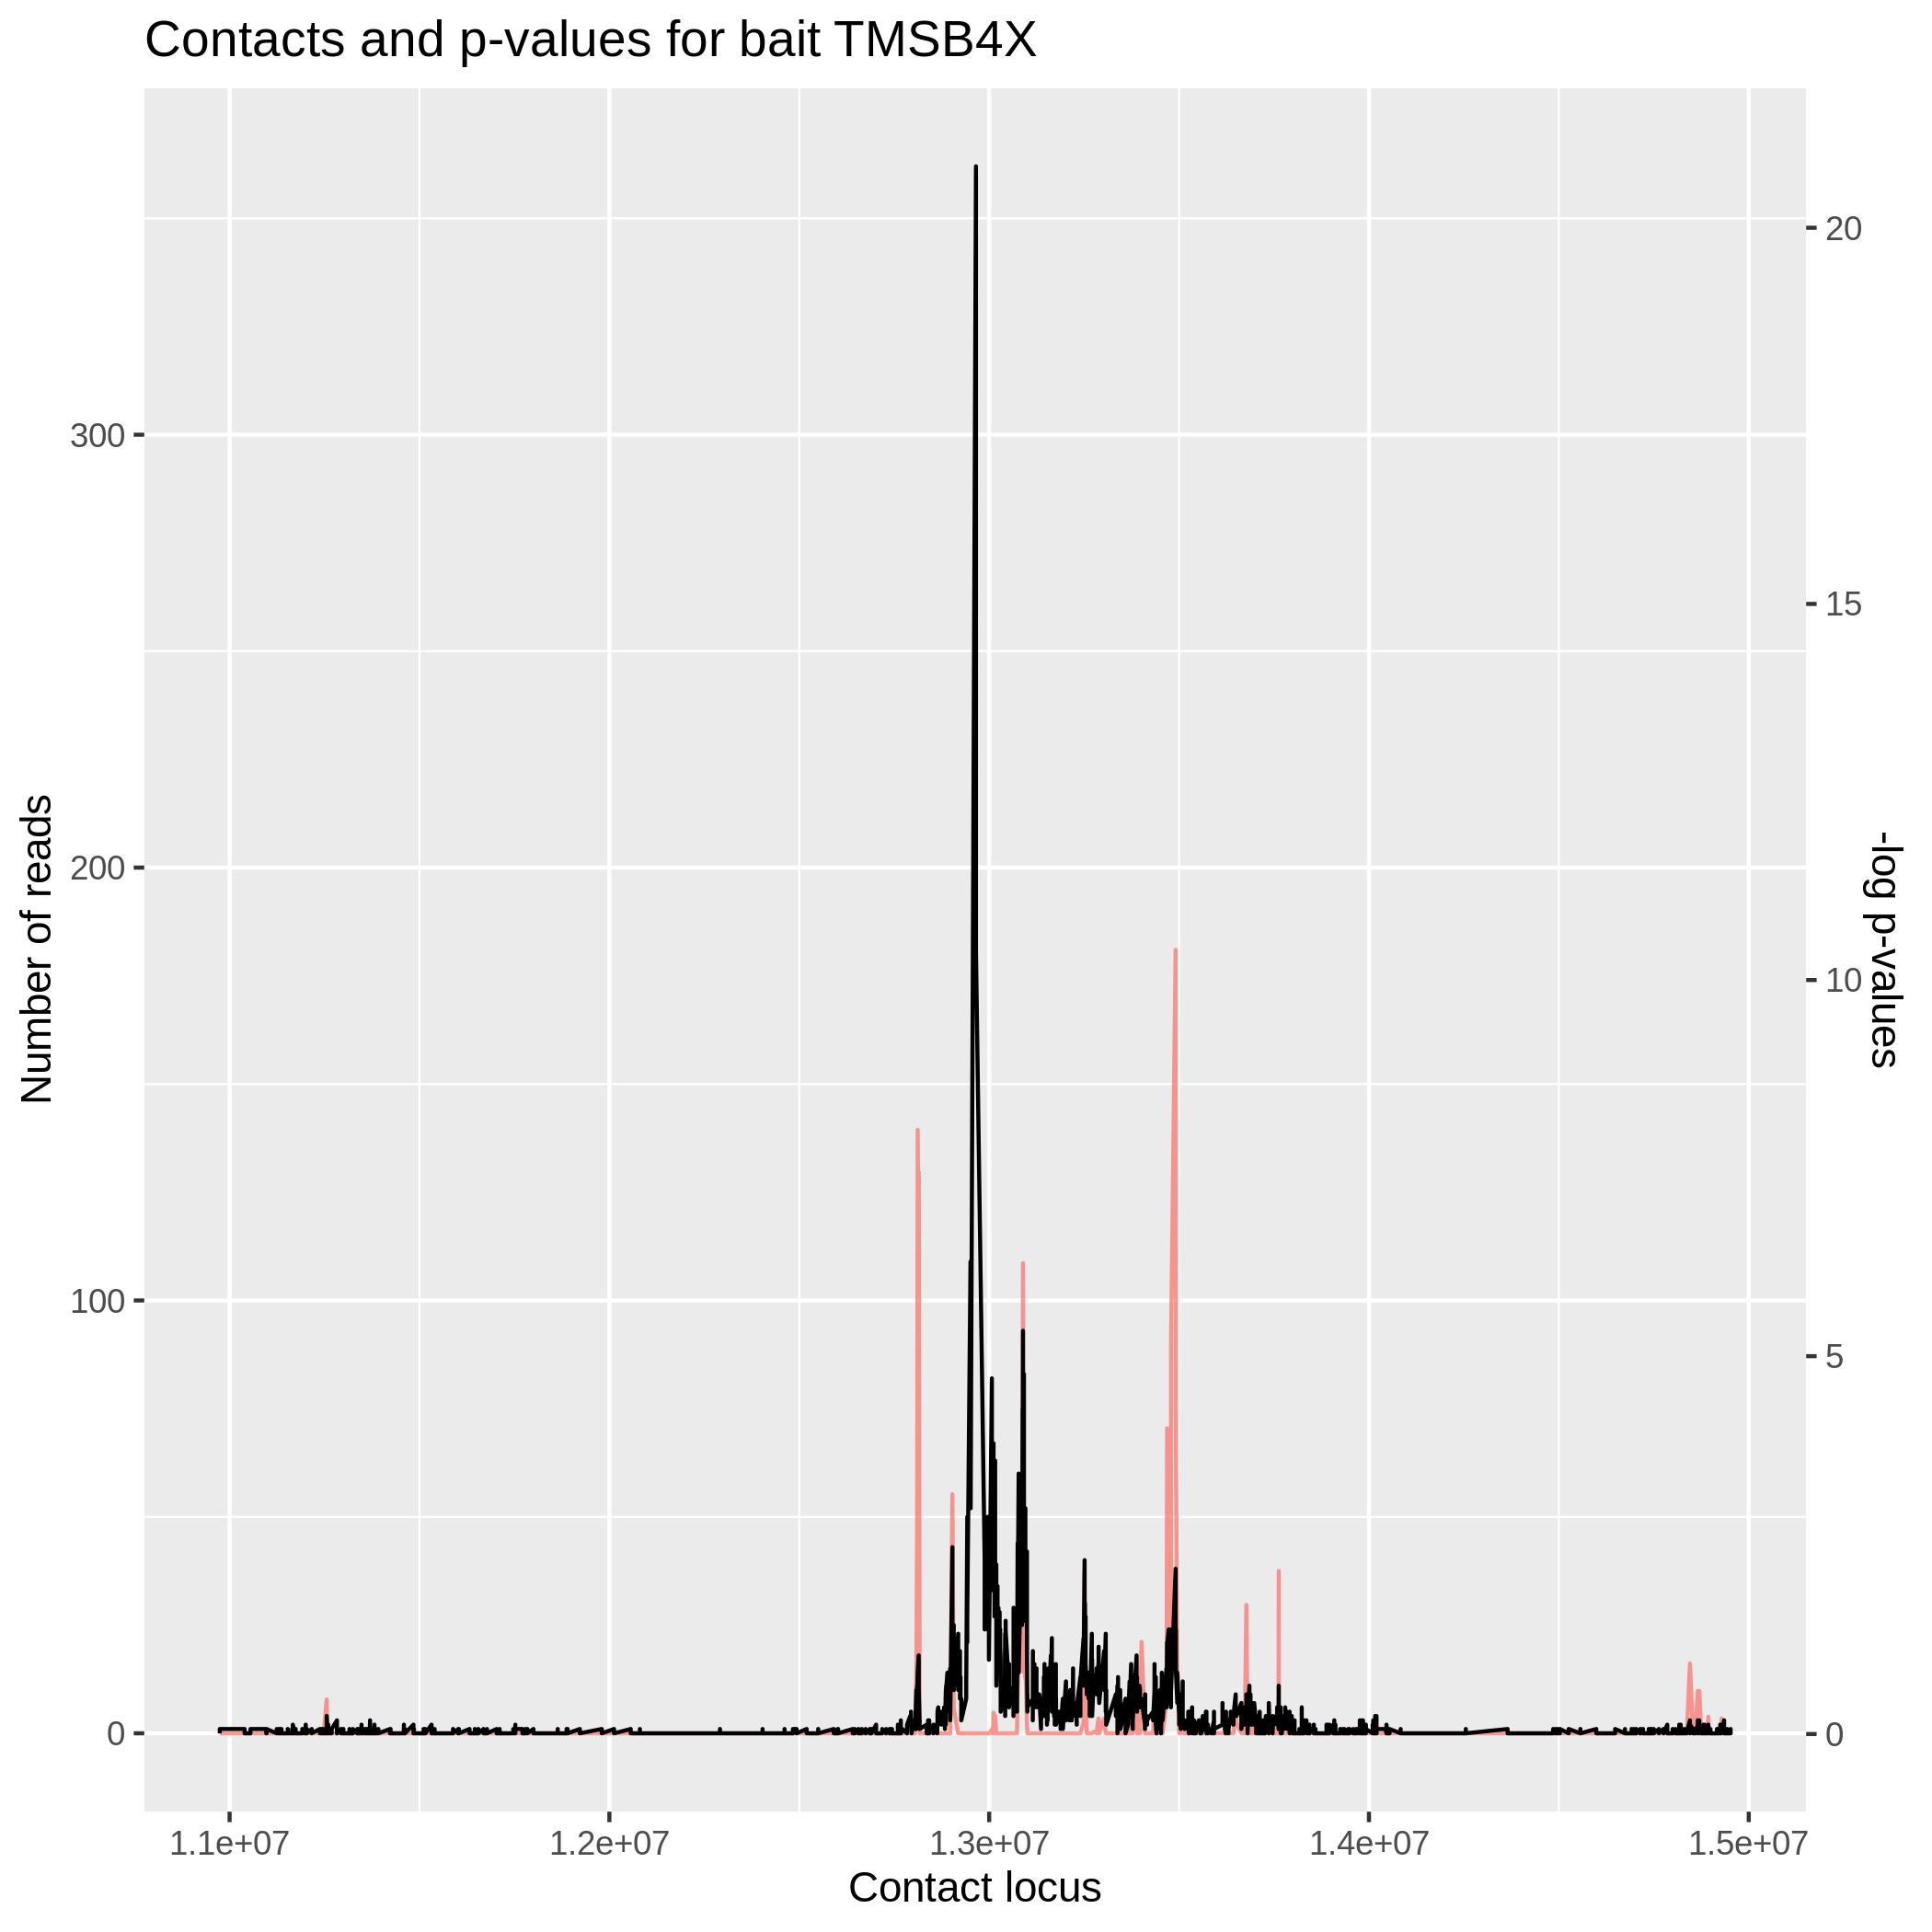 Contacts and p-values for bait TMSB4X
Number of reads
300
200
100
0
20
15
10
5
0
-log p-values
1.1e+07
1.2e+07
1.3e+07
1.4e+07
1.5e+07
Contact locus